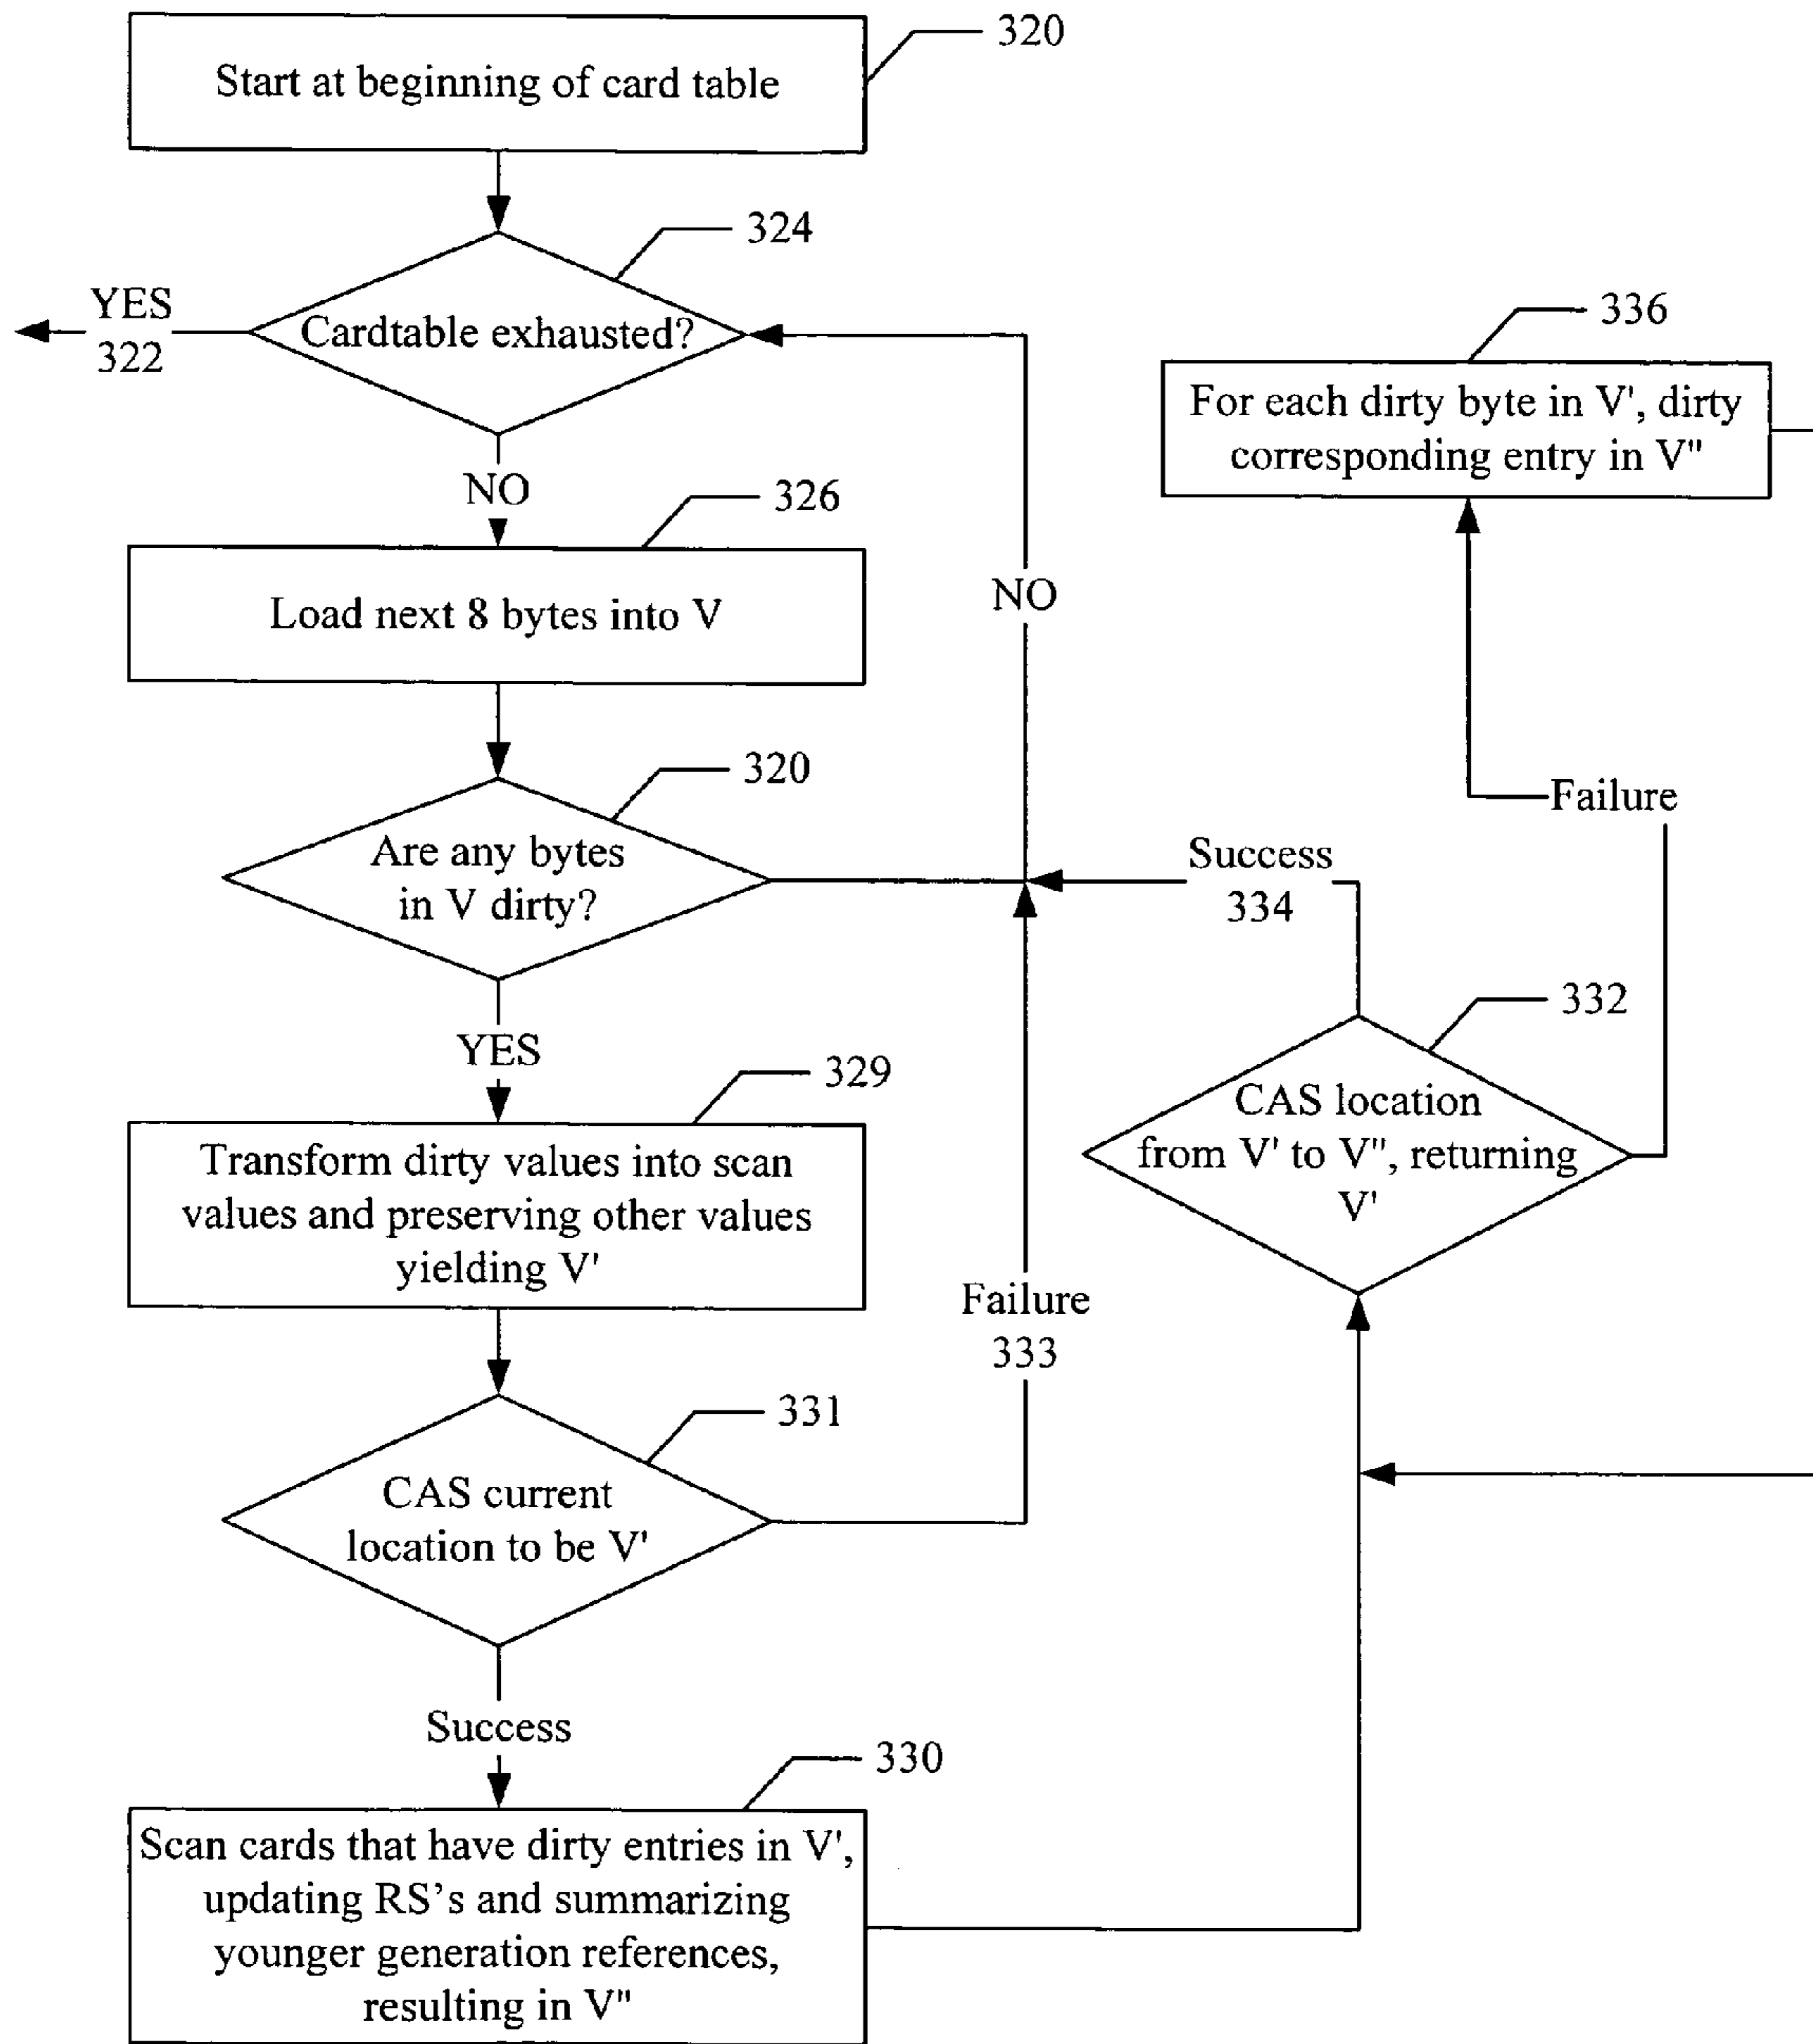 320
Start at beginning of card table
324
YES
322
Cardtable exhausted?
336
For each dirty byte in V', dirty
corresponding entry in V"
NO
326
Load next 8 bytes into V
NO
320
Are any bytes
in V dirty?
Failure
Success
334
YES
332
329
CAS location
from V' to V", returning
V'
Transform dirty values into scan
values and preserving other values
yielding V'
Failure
333
331
CAS current
location to be V'
Success
330
Scan cards that have dirty entries in V',
updating RS's and summarizing
younger generation references,
resulting in V"